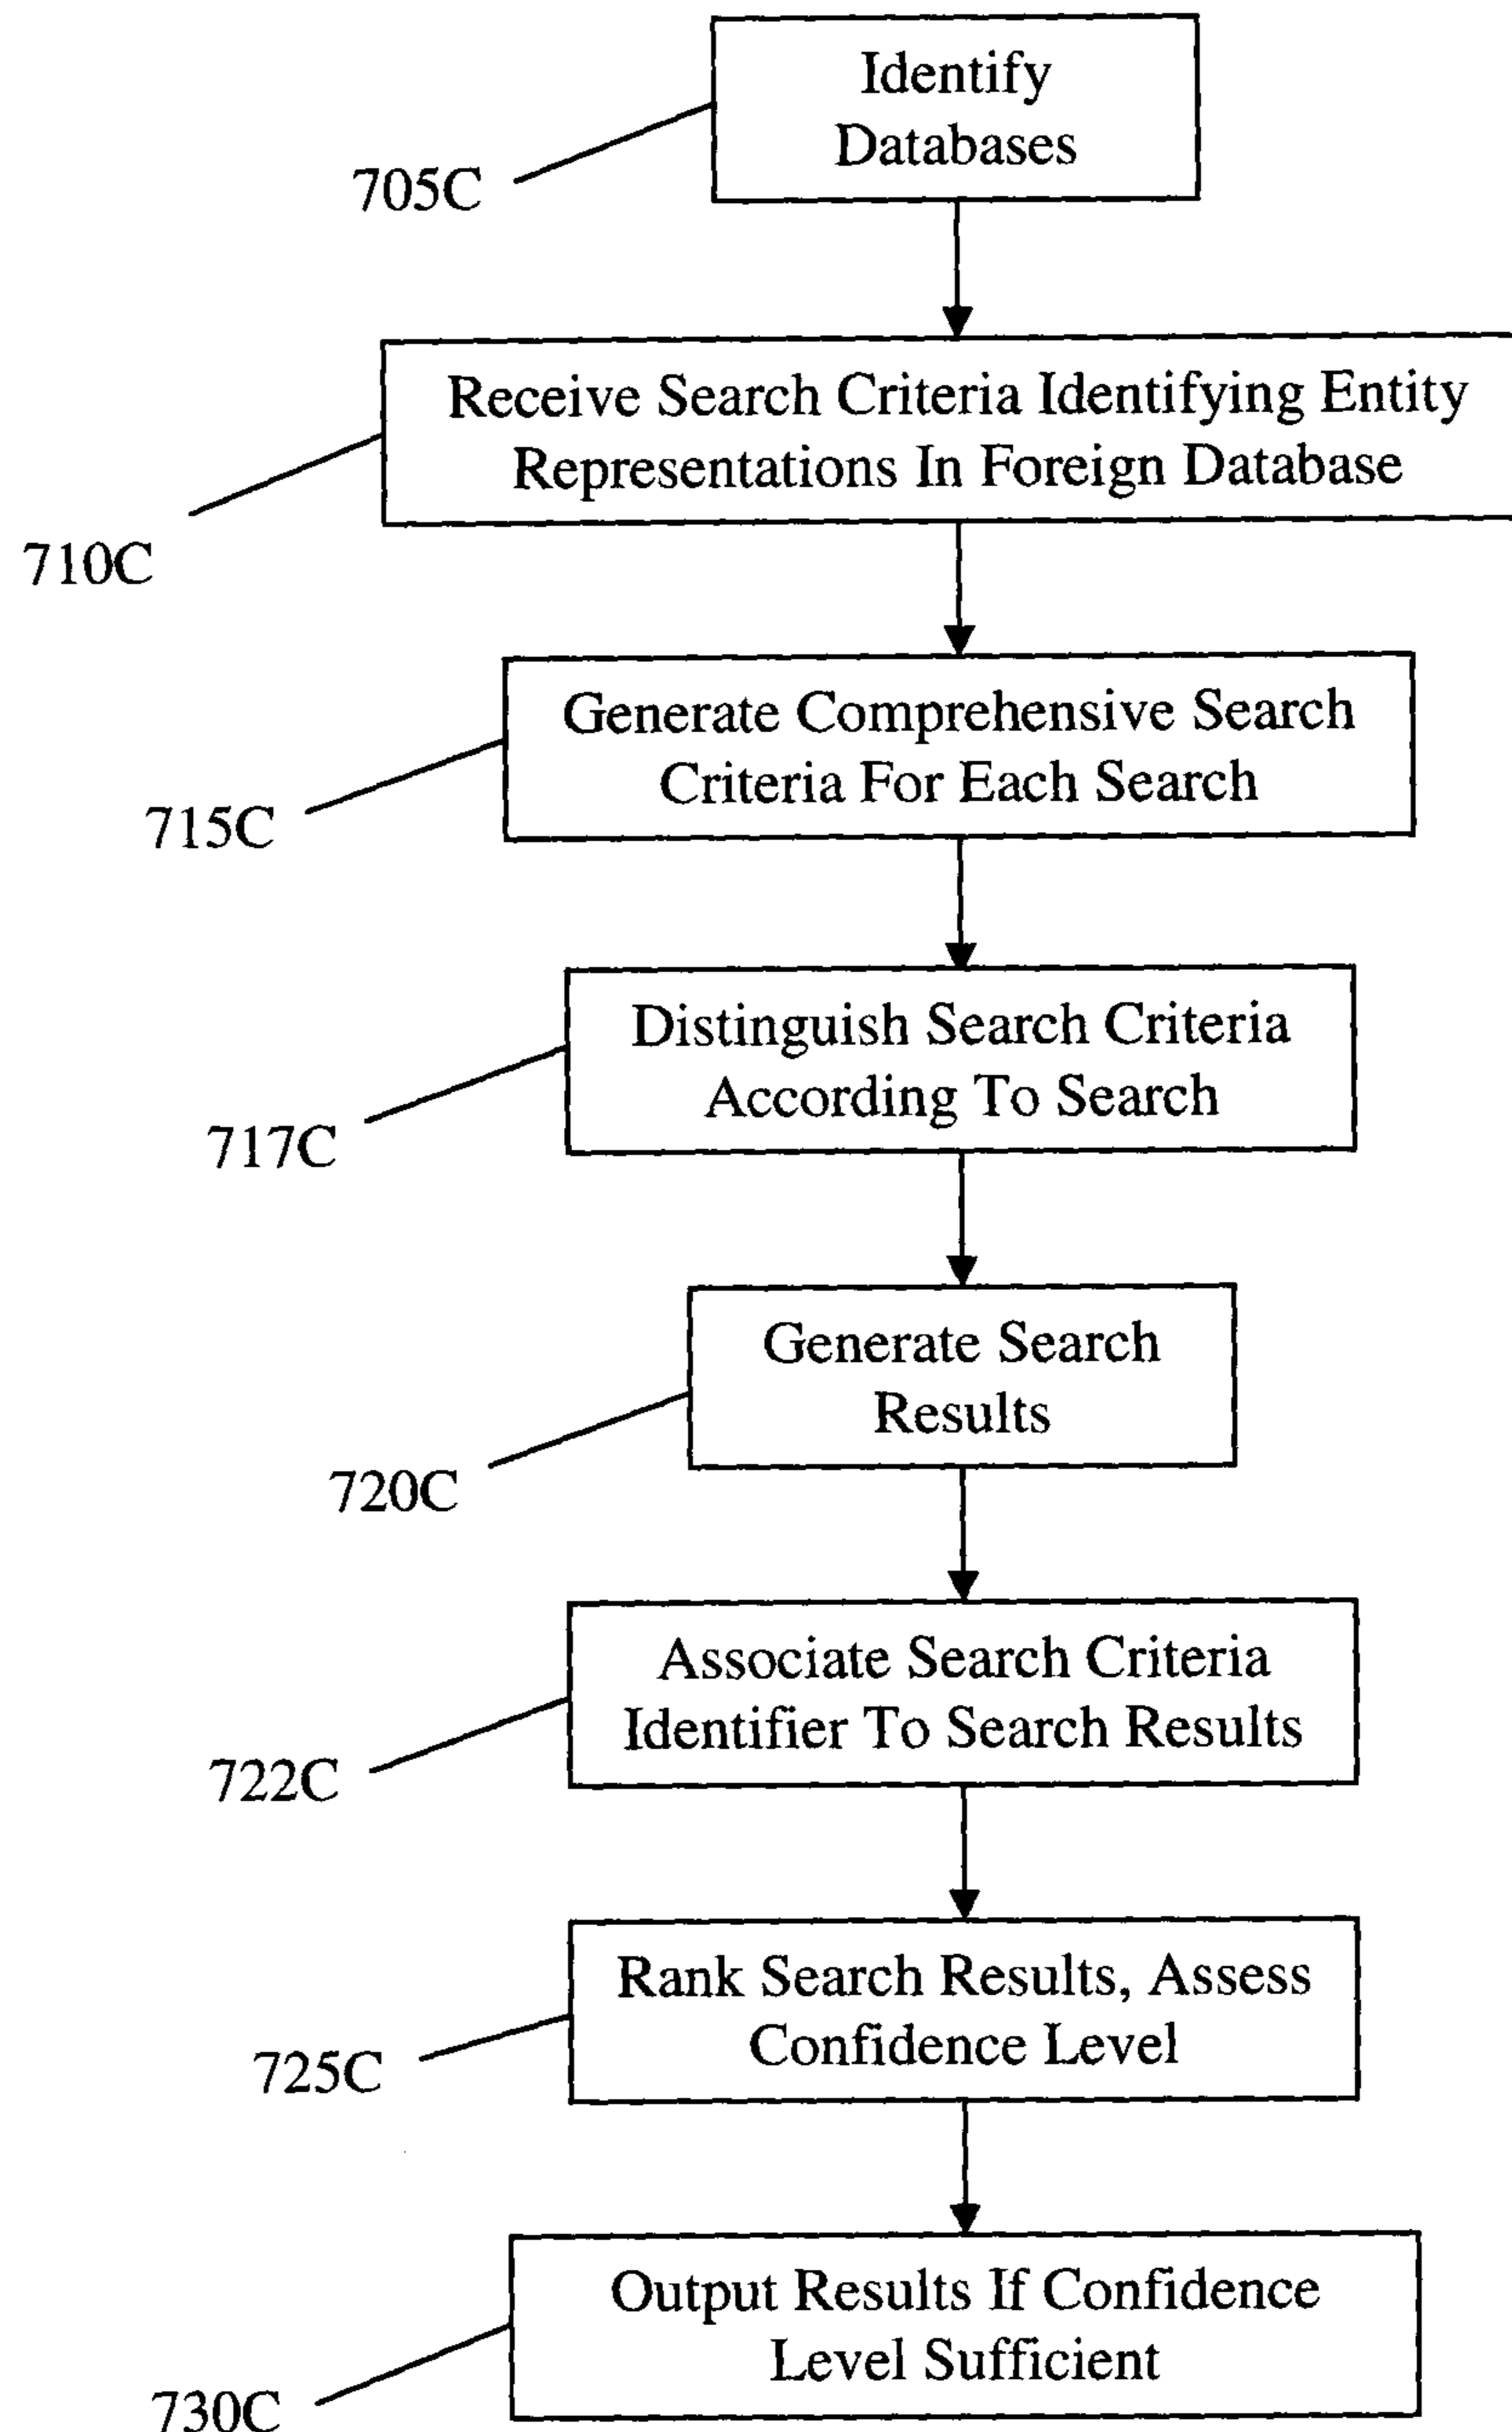 Identify
Databases
705C
Receive Search Criteria Identifying Entity
Representations In Foreign Database
710C
Generate Comprehensive Search
Criteria For Each Search
715C
Distinguish Search Criteria
According To Search
717C
Generate Search
Results
720C
Associate Search Criteria
Identifier To Search Results
722C
Rank Search Results, Assess
Confidence Level
725C
Output Results If Confidence
Level Sufficient
730C